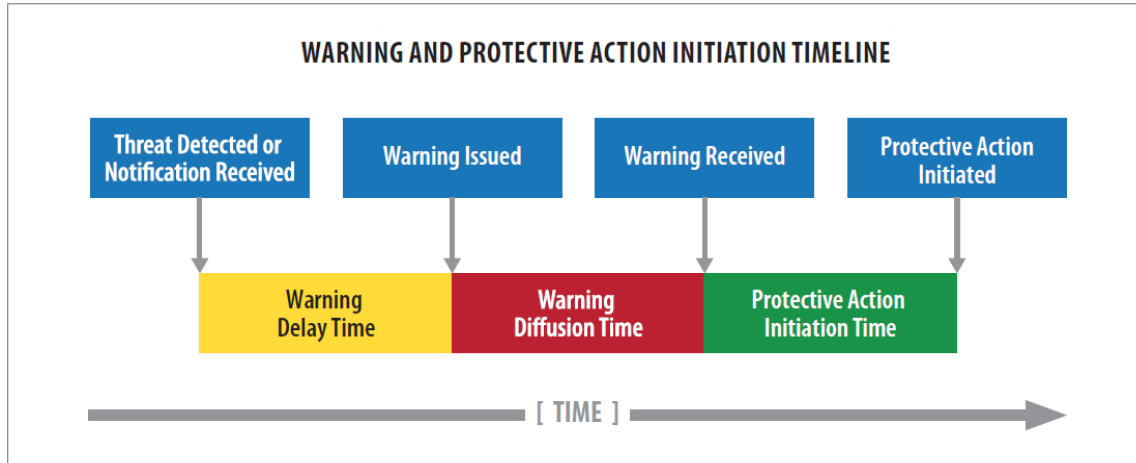 WARNING AND PROTECTIVE ACTION INITIATION TIMELINE
Threat Detected or
Notification Received
Warning Issued
Warning Received
Protective Action
Initiated
Warning
Delay Time
Warning
Diffusion Time
Protective Action
Initiation Time
[ TIME ]